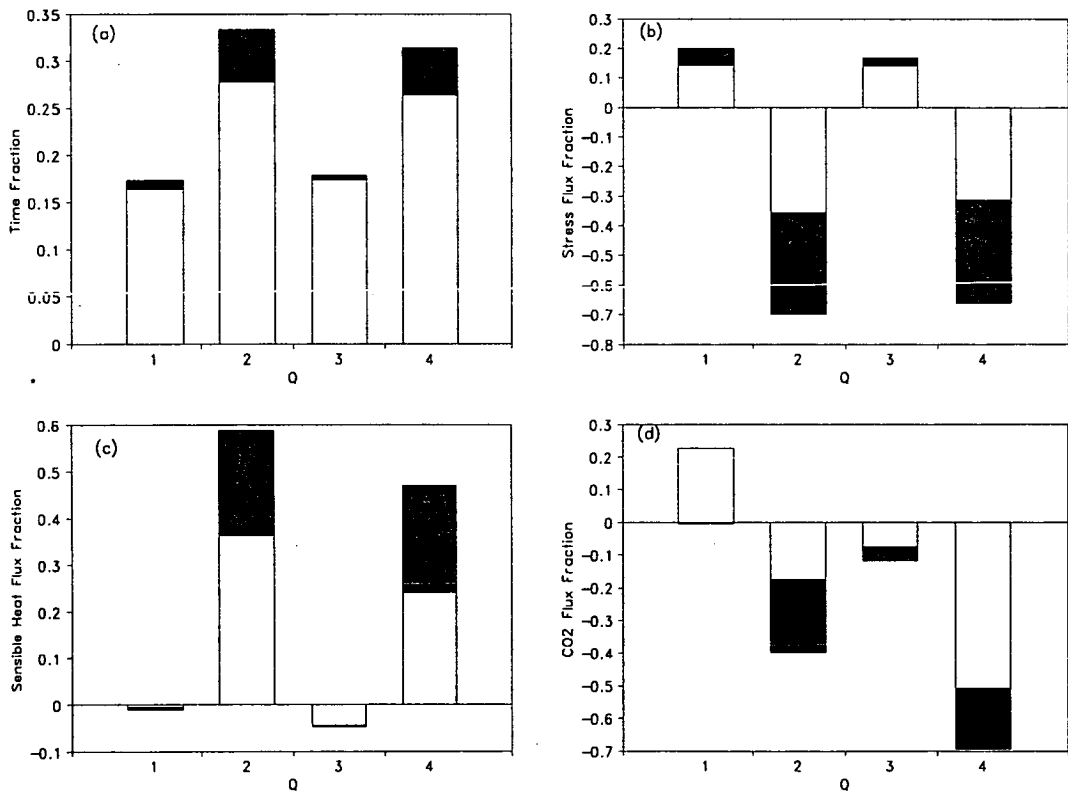 (a)
0.35
0.3
0.25
0.2
0.15
0.1
0.05
0
Time Fraction
1 2 3 4
Q
(b)
0.3
0.2
0.1
0
-0.1
-0.2
-0.3
-0.4
-0.5
-0.6
-0.7
-0.8
Stress Flux Fraction
1 2 3 4
Q
(c)
0.6
0.5
0.4
0.3
0.2
0.1
0
-0.1
Sensible Heat Flux Fraction
1 2 3 4
Q
(d)
0.3
0.2
0.1
0
-0.1
-0.2
-0.3
-0.4
-0.5
-0.6
-0.7
CO2 Flux Fraction
1 2 3 4
Q